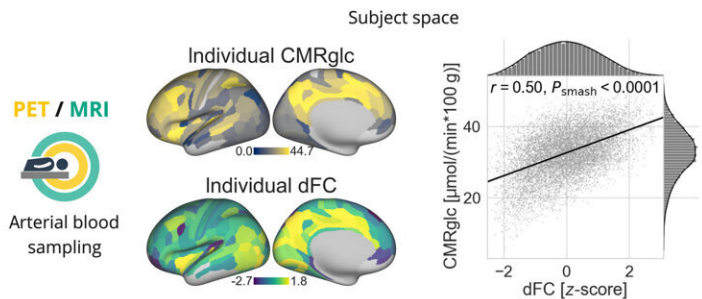 Subject space
PET / MRI
Arterial blood
sampling
Individual CMRglc
0.0 44.7
Individual dFC
-2.7 1.8
r = 0.50, Psmash < 0.0001
CMRglc [μmol/(min*100 g)]
40
20
−2 0 2
dFC [z-score]